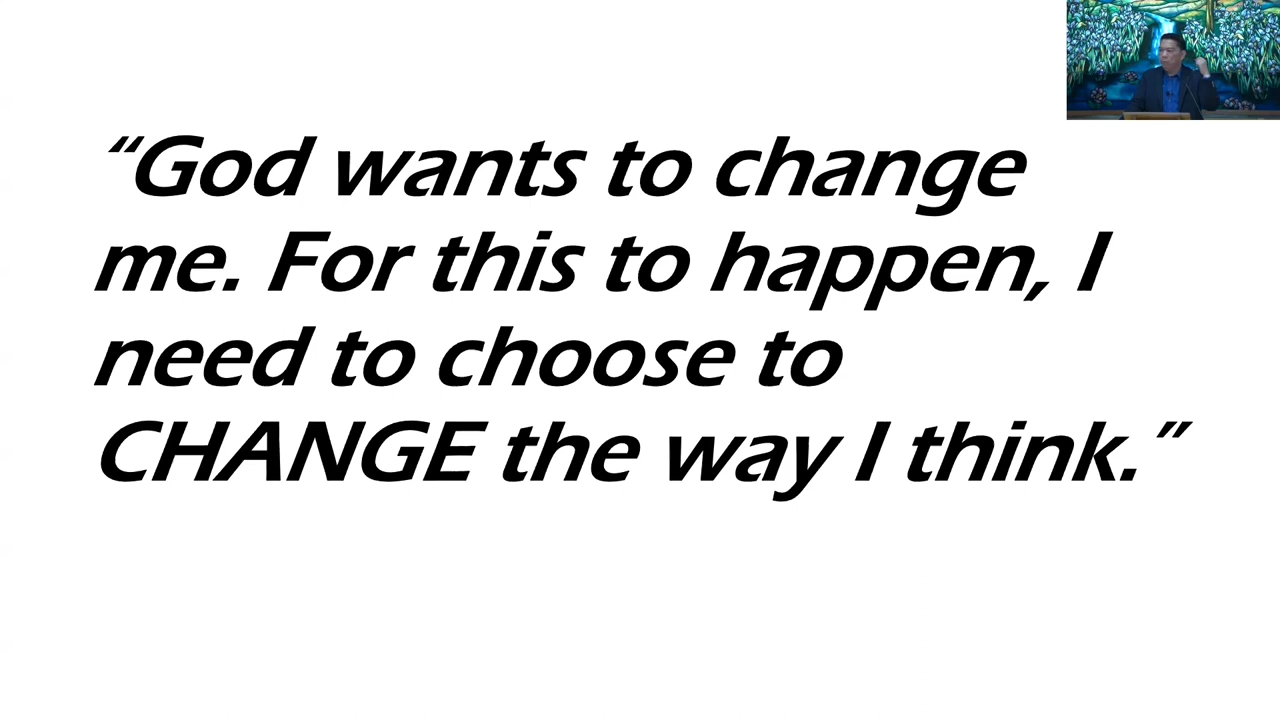 “God wants to change
me. For this to happen, I
need to choose to
CHANGE the way I think.”